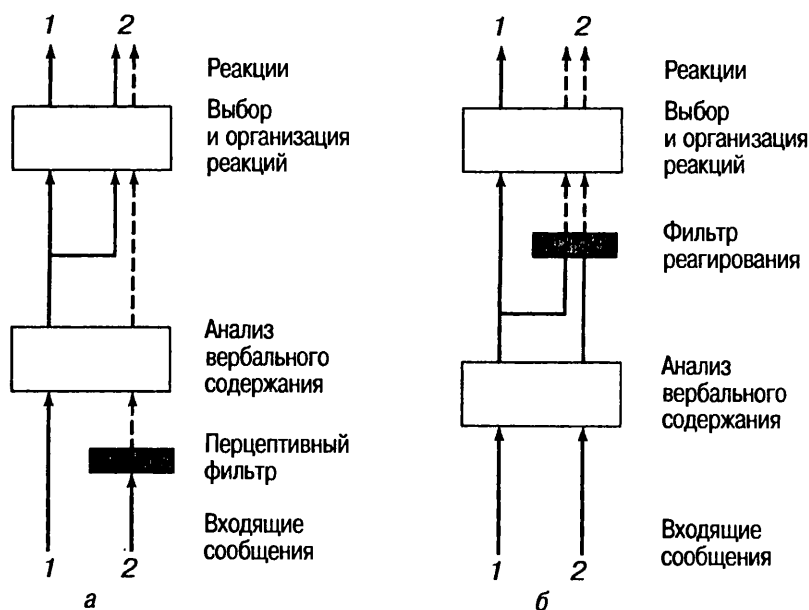 1 2
Реакции
Выбор
и организация
реакций
Анализ
вербального
содержания
Перцептивный
фильтр
Входящие
сообщения
1 2
а
1 2
Реакции
Выбор
и организация
реакций
Фильтр
реагирования
Анализ
вербального
содержания
Входящие
сообщения
1 2
б